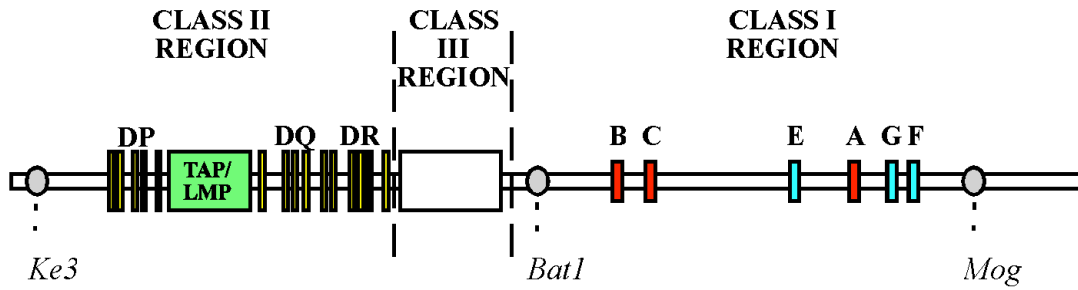 CLASS II
REGION
CLASS
III
REGION
CLASS I
REGION
DP
DQ
DR
B
C
E
A
G
F
TAP/
LMP
Ke3
Bat1
Mog